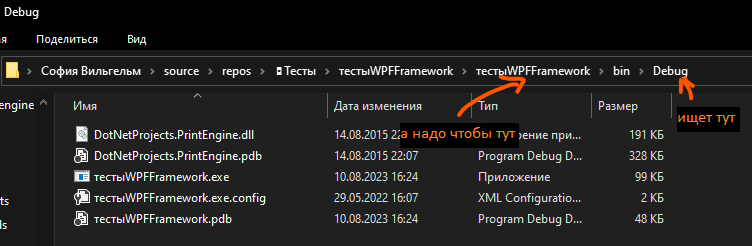 Debug
Поделиться Вид
София Вильгельм source repos Тесты тестыWPFFramework тестыWPFFramework bin Debug
engine
Имя Дата изменения Тип Размер
DotNetProjects.PrintEngine.dll 14.08.2015 22 ение при... 191 КБ
а надо чтобы тут
ищет тут
DotNetProjects.PrintEngine.pdb 14.08.2015 22:07 Program Debug D... 328 КБ
тестыWPFFramework.exe 10.08.2023 16:24 Приложение 99 КБ
тестыWPFFramework.exe.config 29.05.2022 16:07 XML Configuratio... 2 КБ
тестыWPFFramework.pdb 10.08.2023 16:24 Program Debug D... 48 КБ